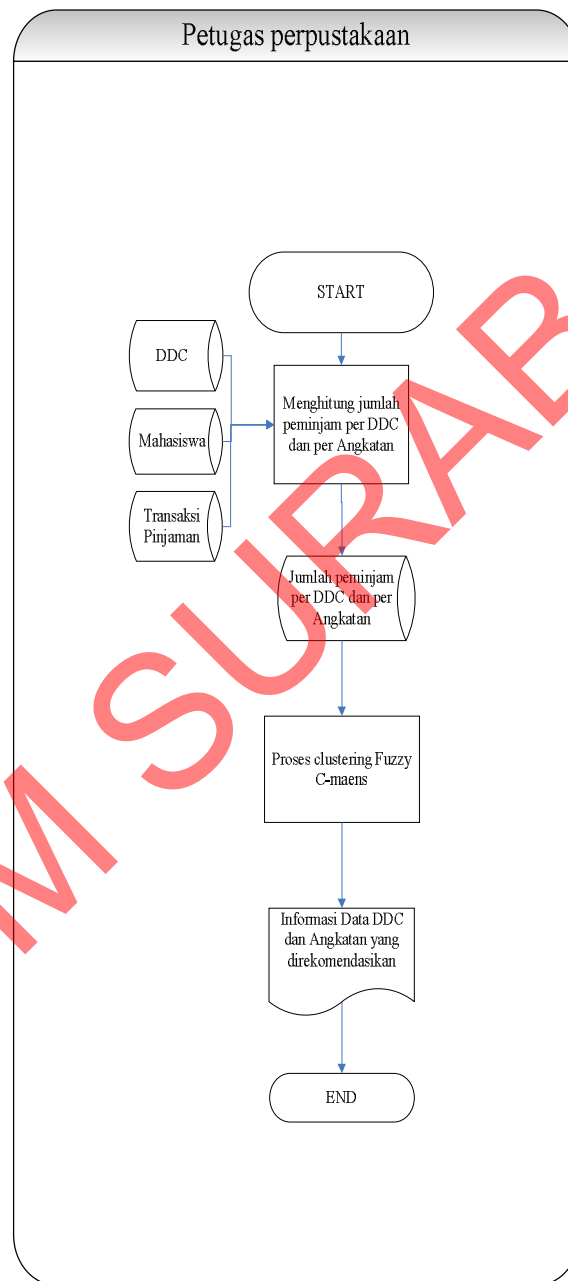 Petugas perpustakaan
START
DDC
Mahasiswa
Transaksi
Pinjaman
Menghitung jumlah
peminjam per DDC
dan per Angkatan
Jumlah peminjam
per DDC dan per
Angkatan
Proses clustering Fuzzy
C-maens
Informasi Data DDC
dan Angkatan yang
direkomendasikan
END
M SURAB